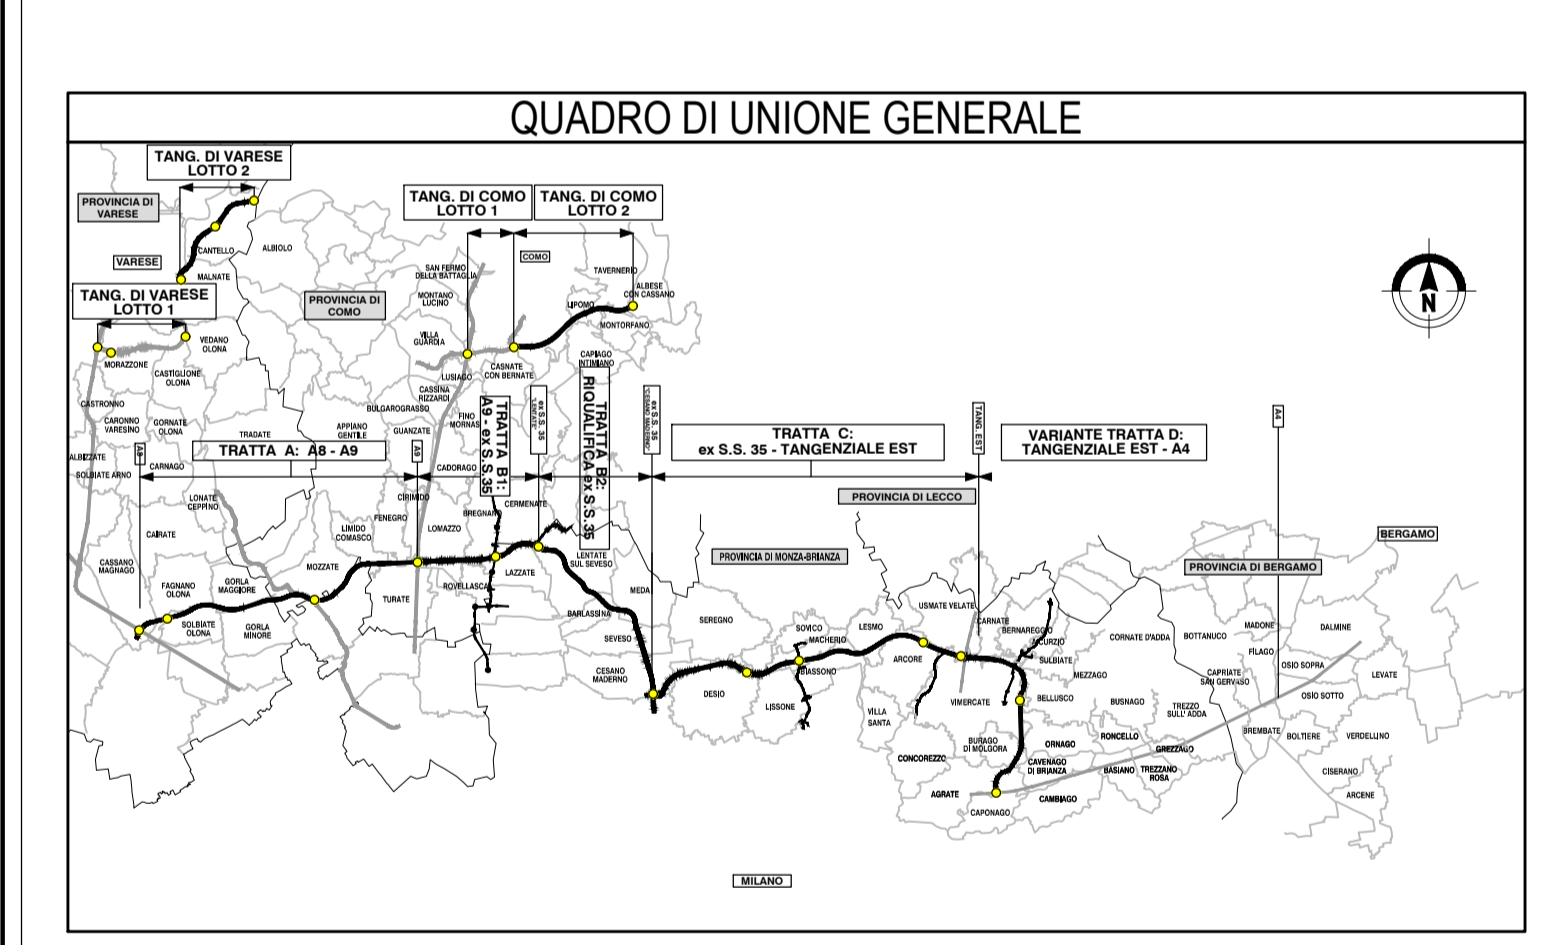 QUADRO DI UNIONE GENERALE
TANG. DI VARESE
LOTTO 2
PROVINCIA DI
VARESE
TANG. DI COMO
LOTTO 1
TANG. DI COMO
LOTTO 2
CANTELLO
ALBIOLO
VARESE
MALNATE
COMO
SAN FERMO
DELLA BATTAGLIA
TAVERNERIO
TANG. DI VARESE
LOTTO 1
PROVINCIA DI
COMO
MONTANO
LUCINO
ALBESE
CON CASSANO
LIPOMO
MONTORFANO
N
VILLA
GUARDIA
VEDANO
OLONA
MORAZZONE
CASTIGLIONE
OLONA
LUSIAGO
CASNATE
CON BERNATE
CAPIAGO
INTIMIANO
CASSINA
RIZZARDI
CASTRONNO
BULGAROGRASSO
CARONNO
VARESINO
GORNATE
OLONA
TRADATE
APPIANO
GENTILE
GUANZATE
FINO
MORNAS
TRATTA B1:
A9 - ex S.S.35
ex S.S. 35
"LENTATE"
TRATTA B2:
RIQUALIFICA ex S.S.35
ex S.S. 35
"CESANO MADERNO"
TRATTA C:
ex S.S. 35 - TANGENZIALE EST
TANG. EST
VARIANTE TRATTA D:
TANGENZIALE EST - A4
A4
A8
TRATTA A: A8 - A9
A9
ALBIZZATE
SOLBIATE ARNO
CARNAGO
CADORAGO
LONATE
CEPPINO
CIRIMIDO
CERMENATE
BREGNANO
PROVINCIA DI LECCO
FENEGRO
LIMIDO
COMASCO
LOMAZZO
CAIRATE
BERGAMO
PROVINCIA DI MONZA-BRIANZA
PROVINCIA DI BERGAMO
CASSANO
MAGNAGO
MOZZATE
LENTATE
SUL SEVESO
LAZZATE
ROVELLASCA
FAGNANO
OLONA
GORLA
MAGGIORE
TURATE
MEDA
SOLBIATE
OLONA
GORLA
MINORE
BARLASSINA
SEVESO
SEREGNO
SOVICO
MACHERIO
LESMO
USMATE VELATE
CARNATE
BERNAREGGIO
AICURZIO
CORNATE D'ADDA
BOTTANUCO
MADONE
DALMINE
FILAGO
CESANO
MADERNO
BIASSONO
ARCORE
SULBIATE
MEZZAGO
CAPRIATE
SAN GERVASO
OSIO SOPRA
LEVATE
DESIO
LISSONE
VILLA
SANTA
VIMERCATE
BELLUSCO
BUSNAGO
TREZZO
SULL' ADDA
OSIO SOTTO
BREMBATE
BOLTIERE
VERDELLINO
BURAGO
DI MOLGORA
ORNAGO
RONCELLO
GREZZAGO
CONCOREZZO
CAVENAGO
DI BRIANZA
BASIANO
TREZZANO
ROSA
CISERANO
AGRATE
CAMBIAGO
ARCENE
CAPONAGO
MILANO